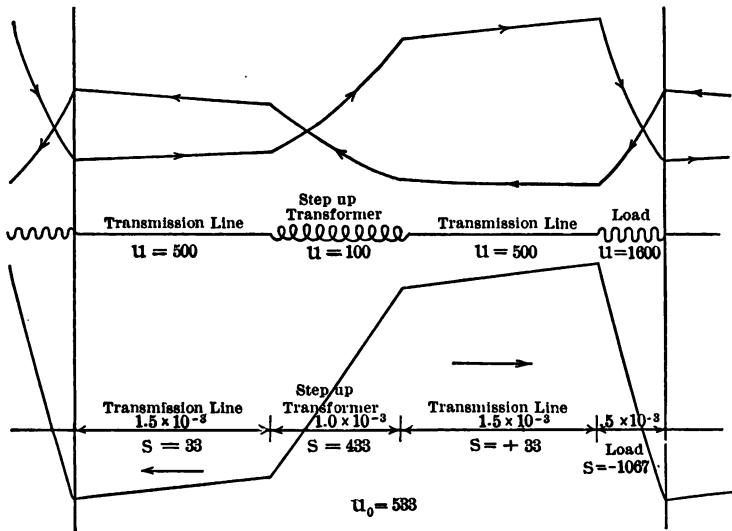 Transmission Line
Step up
Transformer
Transmission Line
Load
u = 500
u = 100
u = 500
u = 1600
Transmission Line
Step up
Transformer
Transmission Line
1.5 × 10⁻³
1.0 × 10⁻³
1.5 × 10⁻³
.5 × 10⁻³
S = 33
S = 433
S = + 33
Load
S = -1067
u₀ = 533